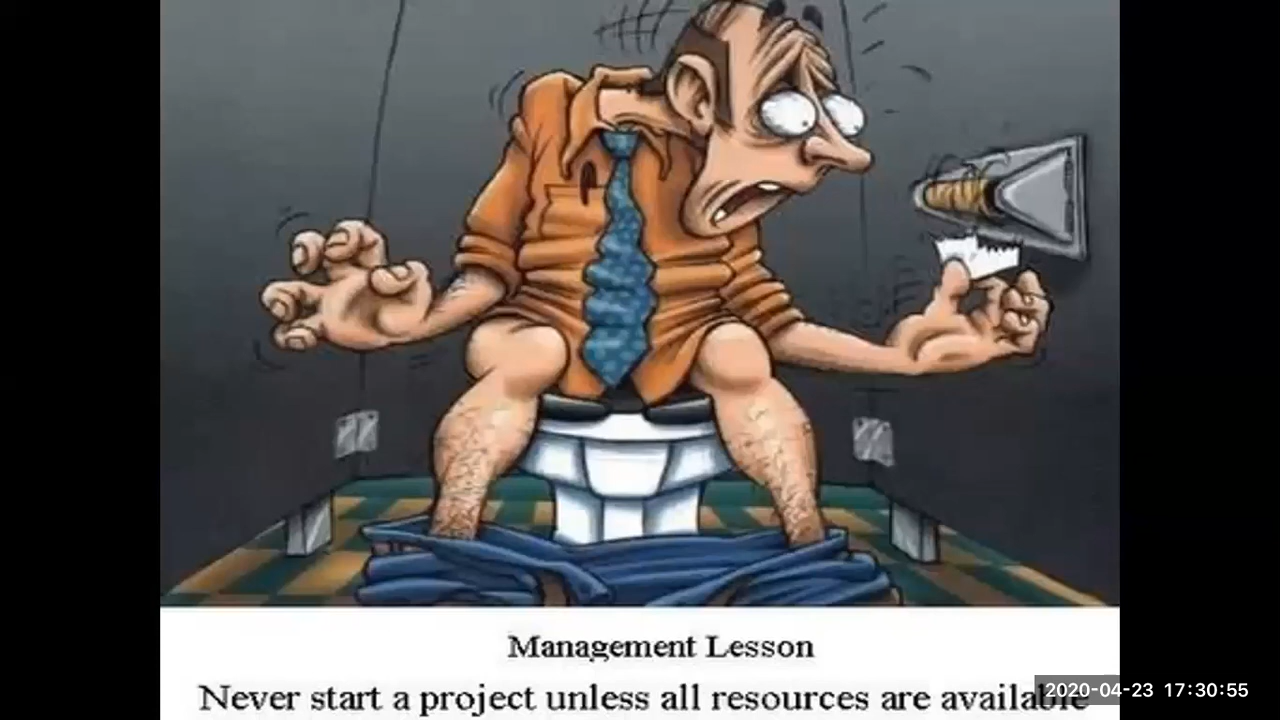 Management Lesson
Never start a project unless all resources are available
2020-04-23 17:30:55